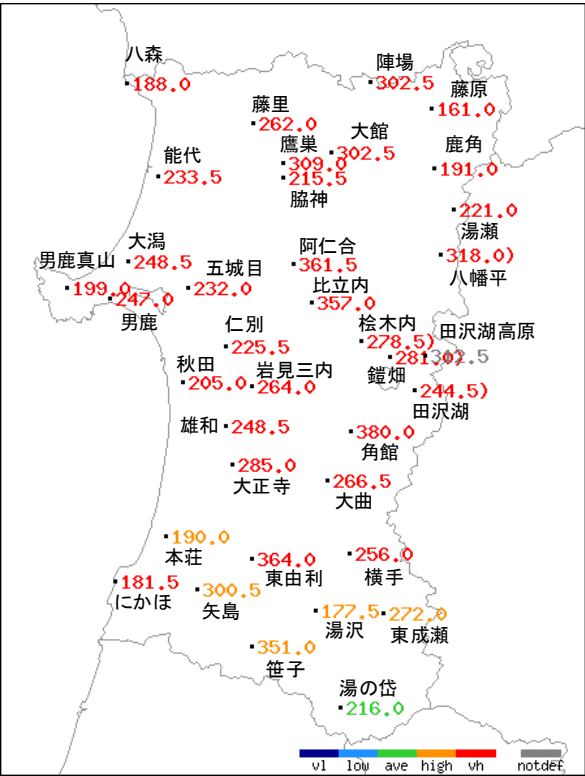 八森
188.0
陣場
302.5
藤原
161.0
藤里
262.0
大館
302.5
鷹巣
309.0
215.5
脇神
鹿角
191.0
能代
233.5
221.0
湯瀬
大潟
248.5
阿仁合
361.5
318.0)
八幡平
男鹿真山
199.0
247.0
男鹿
五城目
232.0
比立内
357.0
仁別
225.5
桧木内
278.5)
田沢湖高原
鎧畑
秋田
205.0
岩見三内
264.0
244.5)
田沢湖
雄和
248.5
380.0
角館
285.0
大正寺
266.5
大曲
190.0
本荘
364.0
東由利
256.0
横手
181.5
にかほ
300.5
矢島
177.5
湯沢
272.0
東成瀬
351.0
笹子
湯の岱
216.0
vl low ave high vh notdef